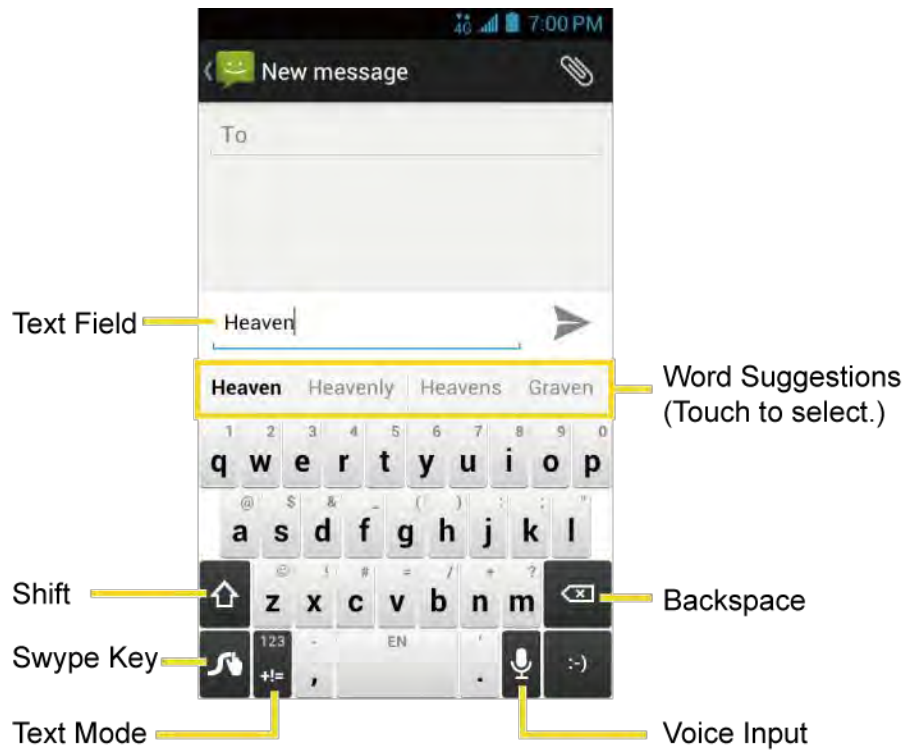 4G 7:00 PM
New message
To
Text Field
Heaven
Heaven Heavenly Heavens Graven
Word Suggestions
(Touch to select.)
1 2 3 4 5 6 7 8 9 0
q w e r t y u i o p
@ $ & _ ( ) : ; "
a s d f g h j k l
Shift
! # = / + ?
z x c v b n m
Backspace
Swype Key
123 - EN '
+!= , . :-)
Text Mode
Voice Input